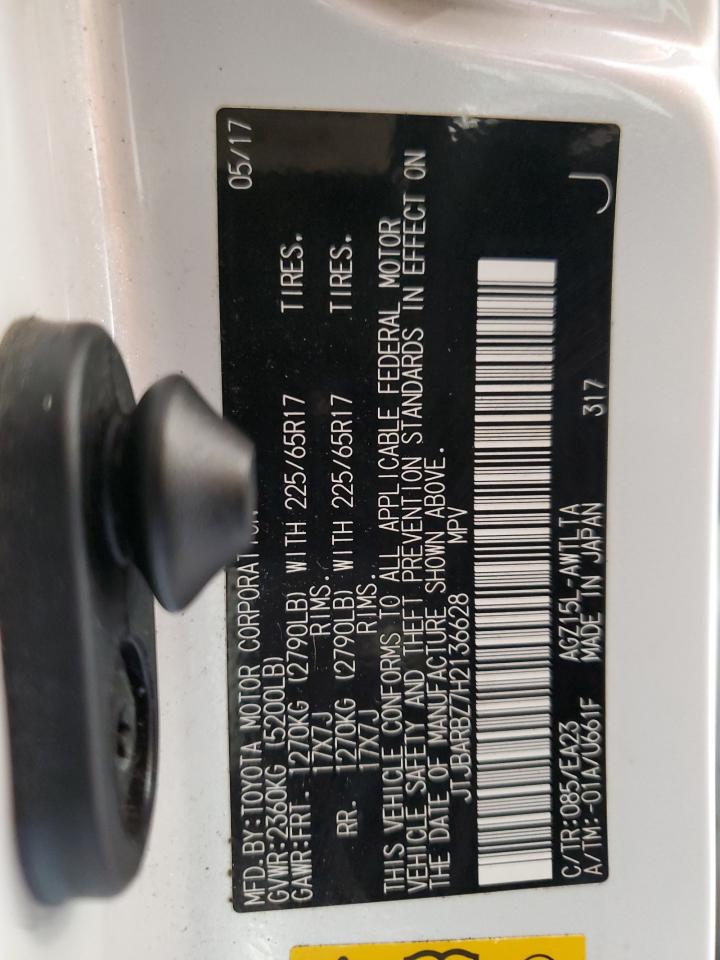 MFD. BY:TOYOTA MOTOR CORPORATION 05/17
GVWR:2360KG (5200LB)
GAWR:FRT. 1270KG (2790LB) WITH 225/65R17 TIRES.
17X7J RIMS.
RR. 1270KG (2790LB) WITH 225/65R17 TIRES.
17X7J RIMS.
THIS VEHICLE CONFORMS TO ALL APPLICABLE FEDERAL MOTOR
VEHICLE SAFETY AND THEFT PREVENTION STANDARDS IN EFFECT ON
THE DATE OF MANUFACTURE SHOWN ABOVE.
JTJBARBZ7H2136628 MPV
C/TR:085/EA23 AGZ15L-AWTLTA 317 J
A/TM:-01A/U661F MADE IN JAPAN